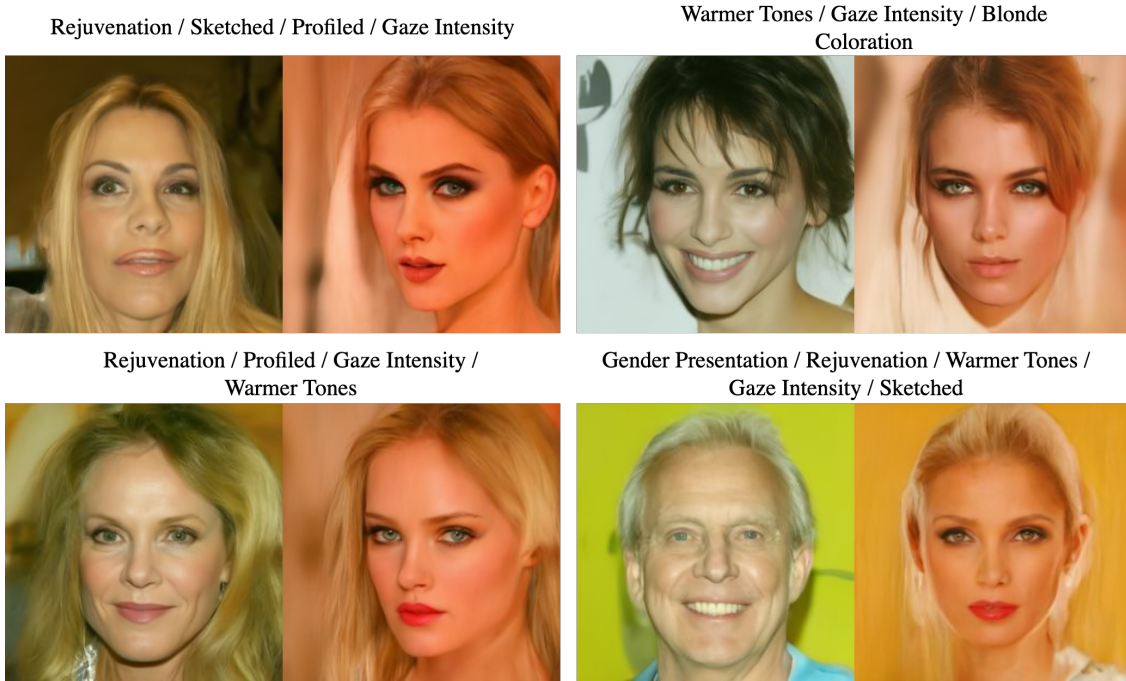 Rejuvenation / Sketched / Profiled / Gaze Intensity
Warmer Tones / Gaze Intensity / Blonde
Coloration
Rejuvenation / Profiled / Gaze Intensity /
Warmer Tones
Gender Presentation / Rejuvenation / Warmer Tones /
Gaze Intensity / Sketched